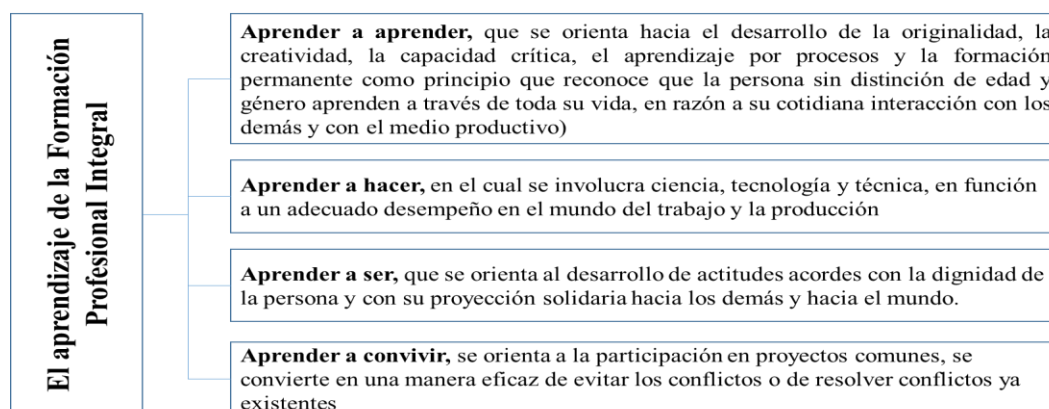 El aprendizaje de la Formación
Profesional Integral
Aprender a aprender, que se orienta hacia el desarrollo de la originalidad, la
creatividad, la capacidad crítica, el aprendizaje por procesos y la formación
permanente como principio que reconoce que la persona sin distinción de edad y
género aprenden a través de toda su vida, en razón a su cotidiana interacción con los
demás y con el medio productivo)
Aprender a hacer, en el cual se involucra ciencia, tecnología y técnica, en función
a un adecuado desempeño en el mundo del trabajo y la producción
Aprender a ser, que se orienta al desarrollo de actitudes acordes con la dignidad de
la persona y con su proyección solidaria hacia los demás y hacia el mundo.
Aprender a convivir, se orienta a la participación en proyectos comunes, se
convierte en una manera eficaz de evitar los conflictos o de resolver conflictos ya
existentes